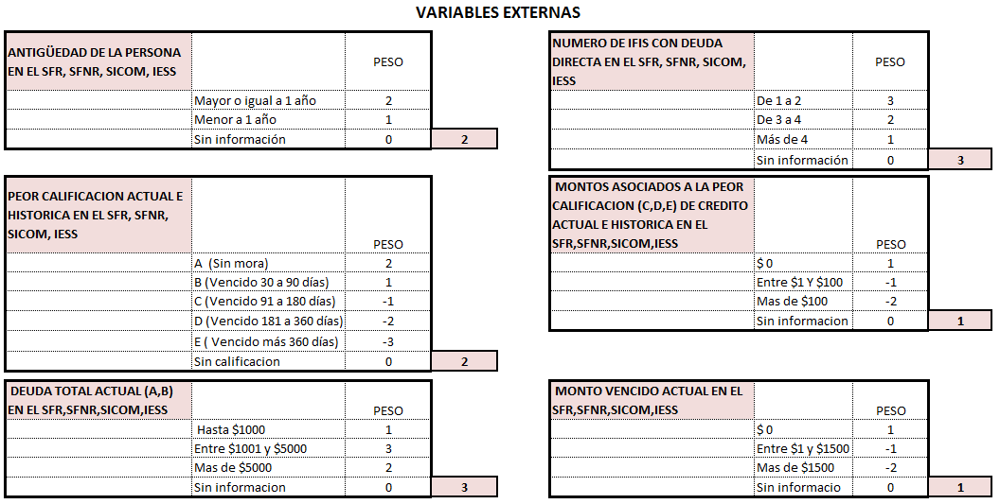 VARIABLES EXTERNAS
ANTIGÜEDAD DE LA PERSONA
EN EL SFR, SFNR, SICOM, IESS
PESO
Mayor o igual a 1 año 2
Menor a 1 año 1
Sin información 0 2
NUMERO DE IFIS CON DEUDA
DIRECTA EN EL SFR, SFNR, SICOM,
IESS
PESO
De 1 a 2 3
De 3 a 4 2
Más de 4 1
Sin información 0 3
PEOR CALIFICACION ACTUAL E
HISTORICA EN EL SFR, SFNR,
SICOM, IESS
PESO
A (Sin mora) 2
B (Vencido 30 a 90 días) 1
C (Vencido 91 a 180 días) -1
D (Vencido 181 a 360 días) -2
E ( Vencido más 360 días) -3
Sin calificacion 0 2
MONTOS ASOCIADOS A LA PEOR
CALIFICACION (C,D,E) DE CREDITO
ACTUAL E HISTORICA EN EL
SFR,SFNR,SICOM,IESS
PESO
$ 0 1
Entre $1 Y $100 -1
Mas de $100 -2
Sin informacion 0 1
DEUDA TOTAL ACTUAL (A,B)
EN EL SFR,SFNR,SICOM,IESS
PESO
Hasta $1000 1
Entre $1001 y $5000 3
Mas de $5000 2
Sin informacion 0 3
MONTO VENCIDO ACTUAL EN EL
SFR,SFNR,SICOM,IESS
PESO
$ 0 1
Entre $1 y $1500 -1
Mas de $1500 -2
Sin informacio 0 1